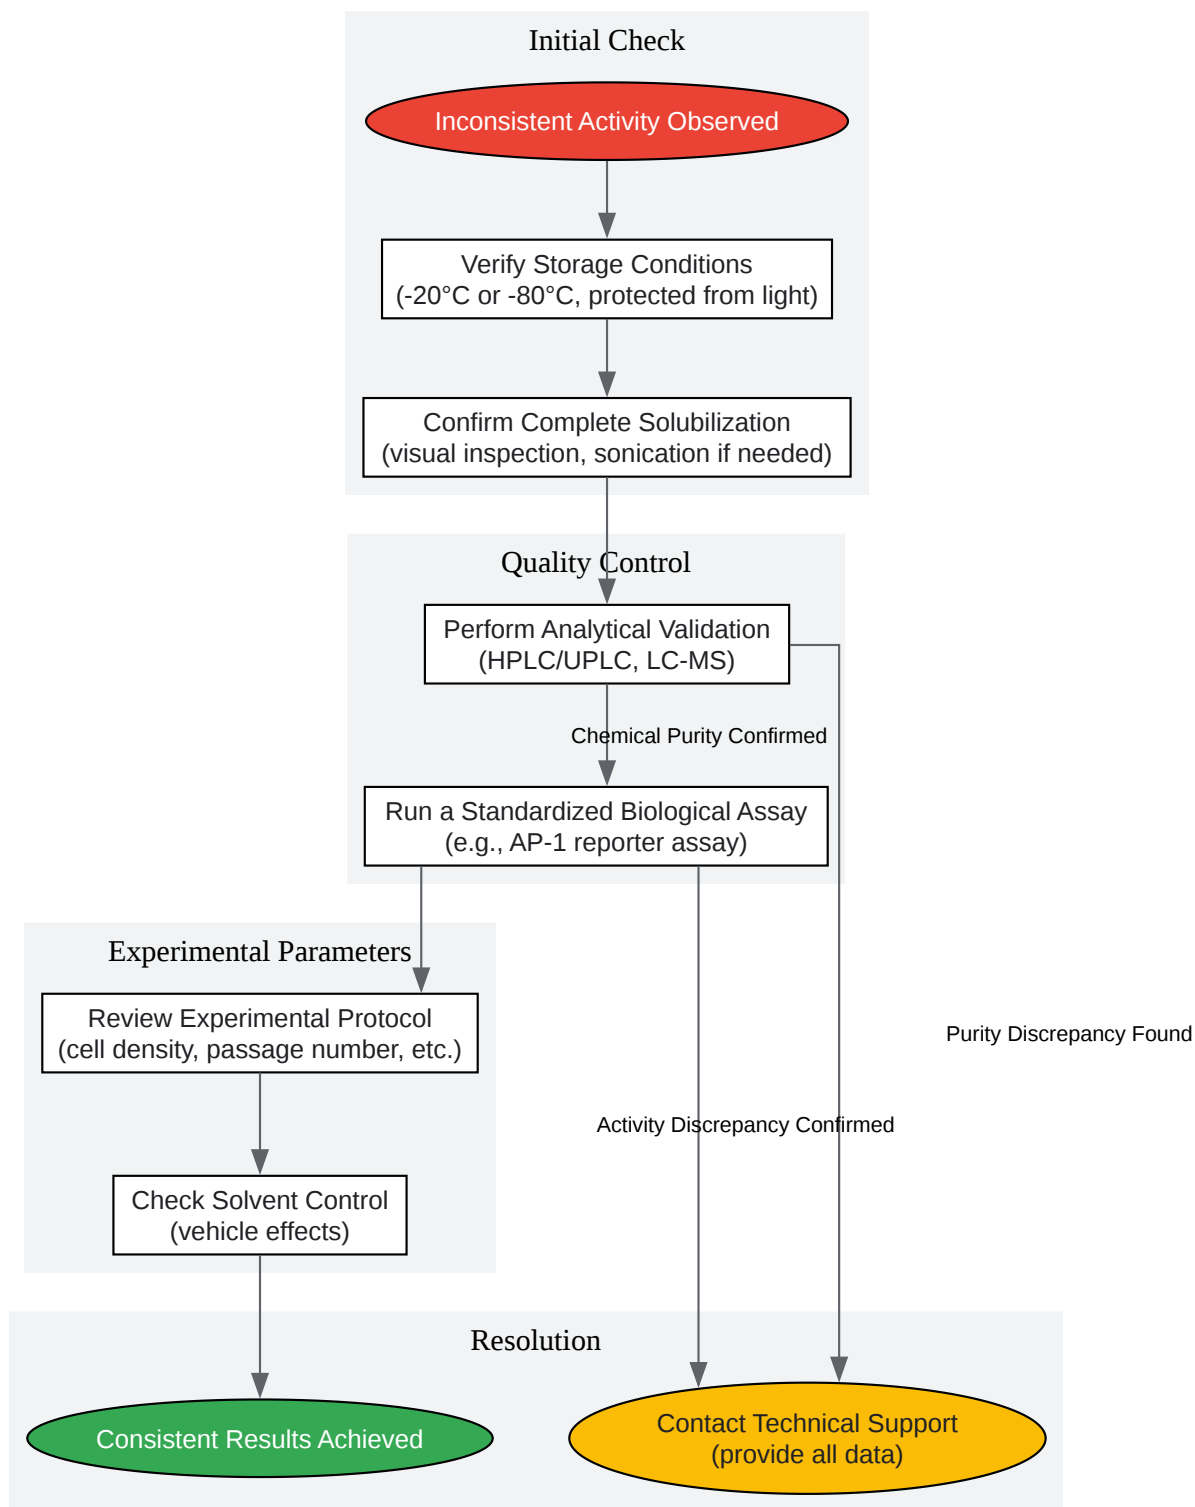 Initial Check
Inconsistent Activity Observed
Verify Storage Conditions
(-20°C or -80°C, protected from light)
Confirm Complete Solubilization
(visual inspection, sonication if needed)
Quality Control
Perform Analytical Validation
(HPLC/UPLC, LC-MS)
Chemical Purity Confirmed
Run a Standardized Biological Assay
(e.g., AP-1 reporter assay)
Experimental Parameters
Review Experimental Protocol
(cell density, passage number, etc.)
Purity Discrepancy Found
Activity Discrepancy Confirmed
Check Solvent Control
(vehicle effects)
Resolution
Consistent Results Achieved
Contact Technical Support
(provide all data)